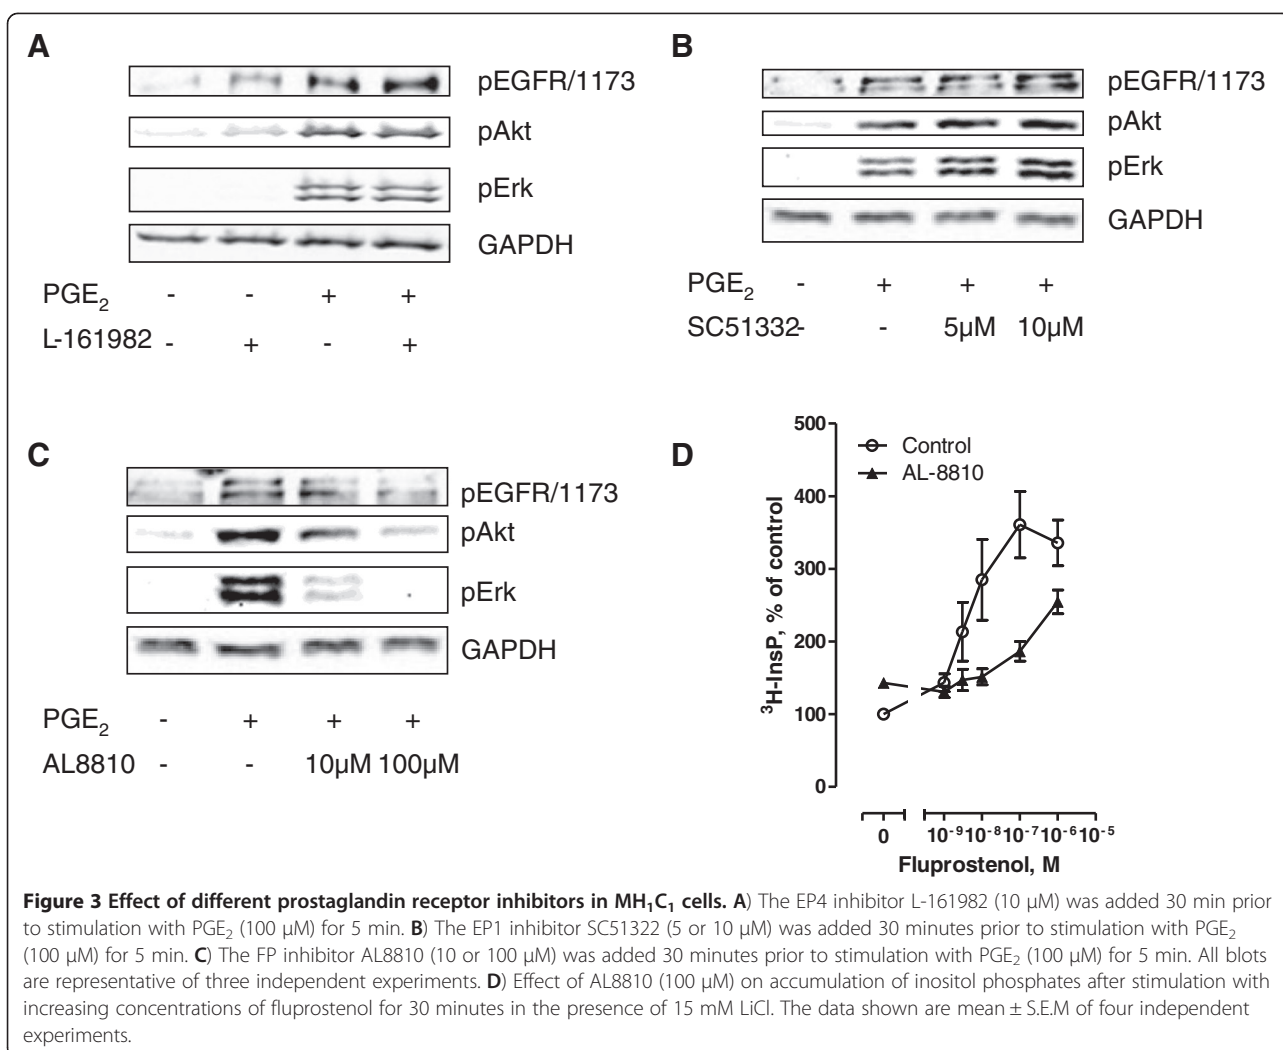 A
pEGFR/1173
pAkt
pErk
GAPDH
PGE2 - - + +
L-161982 - + - +
B
pEGFR/1173
pAkt
pErk
GAPDH
PGE2 - + + +
SC51332- - 5µM 10µM
C
pEGFR/1173
pAkt
pErk
GAPDH
PGE2 - + + +
AL8810 - - 10µM 100µM
D
Control
AL-8810
500
400
300
200
100
0
³H-InsP, % of control
0 10⁻⁹ 10⁻⁸ 10⁻⁷ 10⁻⁶ 10⁻⁵
Fluprostenol, M
Figure 3 Effect of different prostaglandin receptor inhibitors in MH1C1 cells. A) The EP4 inhibitor L-161982 (10 µM) was added 30 min prior
to stimulation with PGE2 (100 µM) for 5 min. B) The EP1 inhibitor SC51322 (5 or 10 µM) was added 30 minutes prior to stimulation with PGE2
(100 µM) for 5 min. C) The FP inhibitor AL8810 (10 or 100 µM) was added 30 minutes prior to stimulation with PGE2 (100 µM) for 5 min. All blots
are representative of three independent experiments. D) Effect of AL8810 (100 µM) on accumulation of inositol phosphates after stimulation with
increasing concentrations of fluprostenol for 30 minutes in the presence of 15 mM LiCl. The data shown are mean ± S.E.M of four independent
experiments.